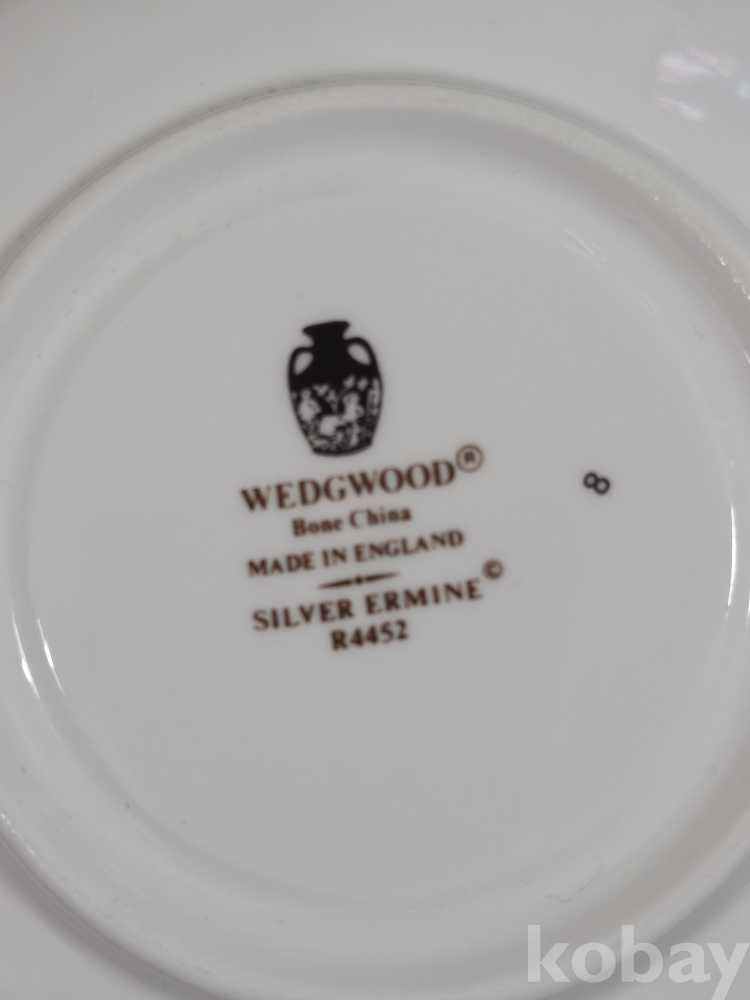 WEDGWOOD®
Bone China
MADE IN ENGLAND
SILVER ERMINE©
R4452
8
kobay